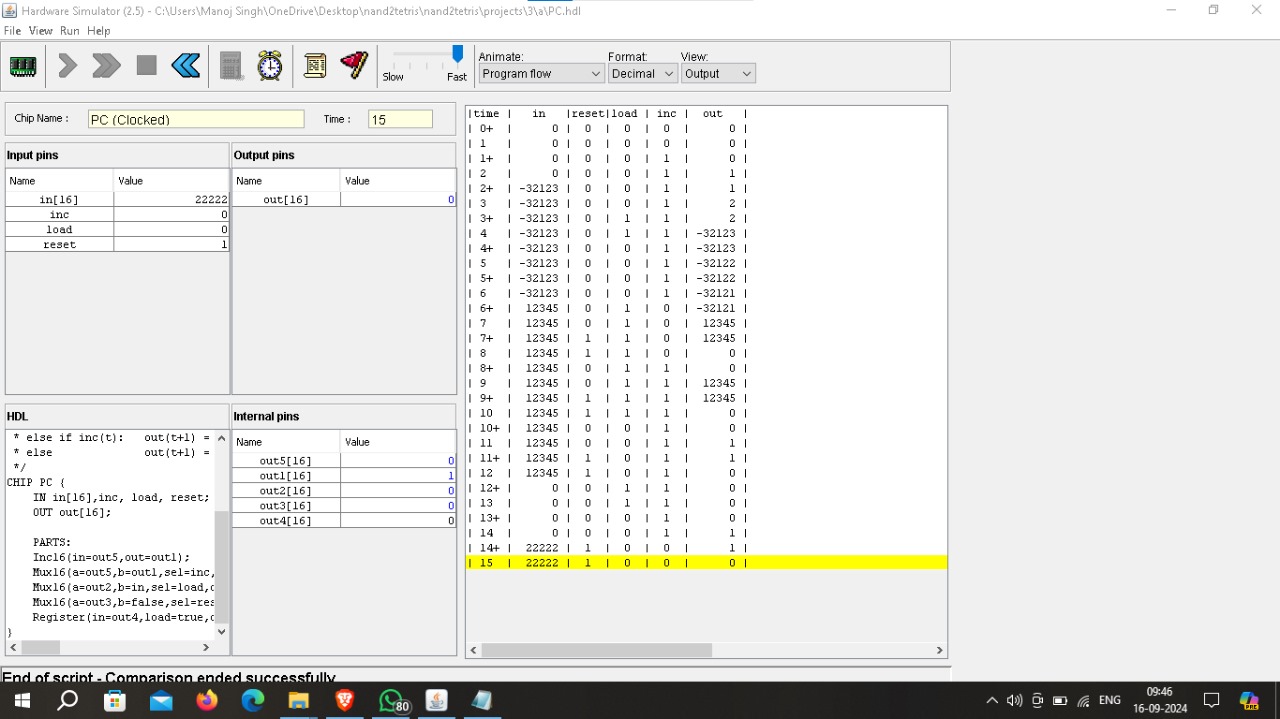 Hardware Simulator (2.5) - C:\Users\Manoj Singh\OneDrive\Desktop\nand2tetris\nand2tetris\projects\3\a\PC.hdl
File View Run Help
Slow Fast
Animate: Format: View:
Program flow Decimal Output
Chip Name : PC (Clocked) Time : 15
Input pins
Name Value
in[16] 22222
inc 0
load 0
reset 1
Output pins
Name Value
out[16] 0
HDL
* else if inc(t): out(t+1) =
* else out(t+1) =
*/
CHIP PC {
IN in[16],inc, load, reset;
OUT out[16];
PARTS:
Inc16(in=out5,out=out1);
Mux16(a=out5,b=out1,sel=inc,
Mux16(a=out2,b=in,sel=load,o
Mux16(a=out3,b=false,sel=res
Register(in=out4,load=true,o
}
Internal pins
Name Value
out5[16] 0
out1[16] 1
out2[16] 0
out3[16] 0
out4[16] 0
|time | in |reset|load | inc | out |
| 0+ | 0 | 0 | 0 | 0 | 0 |
| 1 | 0 | 0 | 0 | 0 | 0 |
| 1+ | 0 | 0 | 0 | 1 | 0 |
| 2 | 0 | 0 | 0 | 1 | 1 |
| 2+ | -32123 | 0 | 0 | 1 | 1 |
| 3 | -32123 | 0 | 0 | 1 | 2 |
| 3+ | -32123 | 0 | 1 | 1 | 2 |
| 4 | -32123 | 0 | 1 | 1 | -32123 |
| 4+ | -32123 | 0 | 0 | 1 | -32123 |
| 5 | -32123 | 0 | 0 | 1 | -32122 |
| 5+ | -32123 | 0 | 0 | 1 | -32122 |
| 6 | -32123 | 0 | 0 | 1 | -32121 |
| 6+ | 12345 | 0 | 1 | 0 | -32121 |
| 7 | 12345 | 0 | 1 | 0 | 12345 |
| 7+ | 12345 | 1 | 1 | 0 | 12345 |
| 8 | 12345 | 1 | 1 | 0 | 0 |
| 8+ | 12345 | 0 | 1 | 1 | 0 |
| 9 | 12345 | 0 | 1 | 1 | 12345 |
| 9+ | 12345 | 1 | 1 | 1 | 12345 |
| 10 | 12345 | 1 | 1 | 1 | 0 |
| 10+ | 12345 | 0 | 0 | 1 | 0 |
| 11 | 12345 | 0 | 0 | 1 | 1 |
| 11+ | 12345 | 1 | 0 | 1 | 1 |
| 12 | 12345 | 1 | 0 | 1 | 0 |
| 12+ | 0 | 0 | 1 | 1 | 0 |
| 13 | 0 | 0 | 1 | 1 | 0 |
| 13+ | 0 | 0 | 0 | 1 | 0 |
| 14 | 0 | 0 | 0 | 1 | 1 |
| 14+ | 22222 | 1 | 0 | 0 | 1 |
| 15 | 22222 | 1 | 0 | 0 | 0 |
End of script - Comparison ended successfully
80
ENG
09:46
16-09-2024
PRE